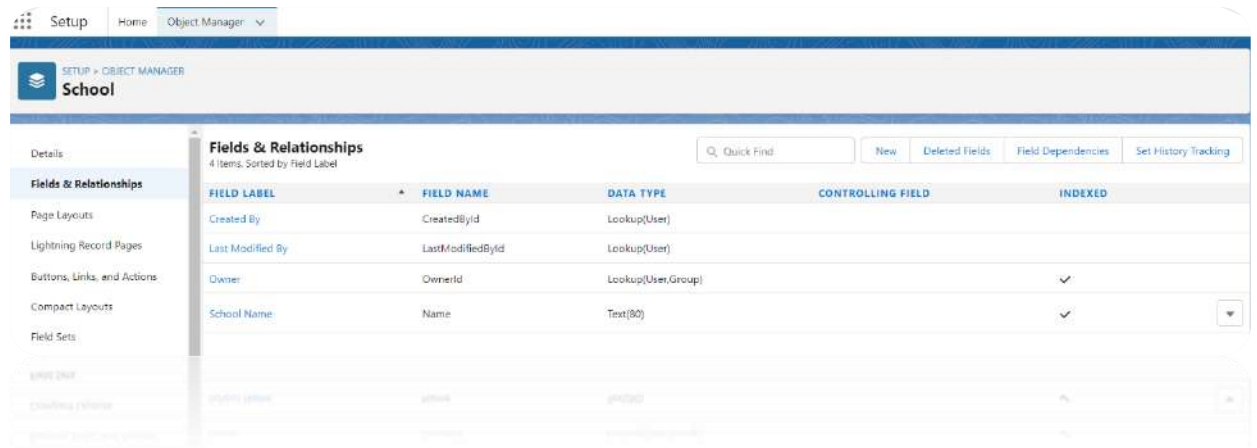 Setup Home Object Manager
SETUP > OBJECT MANAGER
School
Details
Fields & Relationships
Page Layouts
Lightning Record Pages
Buttons, Links, and Actions
Compact Layouts
Field Sets
Fields & Relationships
4 Items, Sorted by Field Label
Quick Find New Deleted Fields Field Dependencies Set History Tracking
FIELD LABEL FIELD NAME DATA TYPE CONTROLLING FIELD INDEXED
Created By CreatedById Lookup(User)
Last Modified By LastModifiedById Lookup(User)
Owner OwnerId Lookup(User,Group)
School Name Name Text(80)